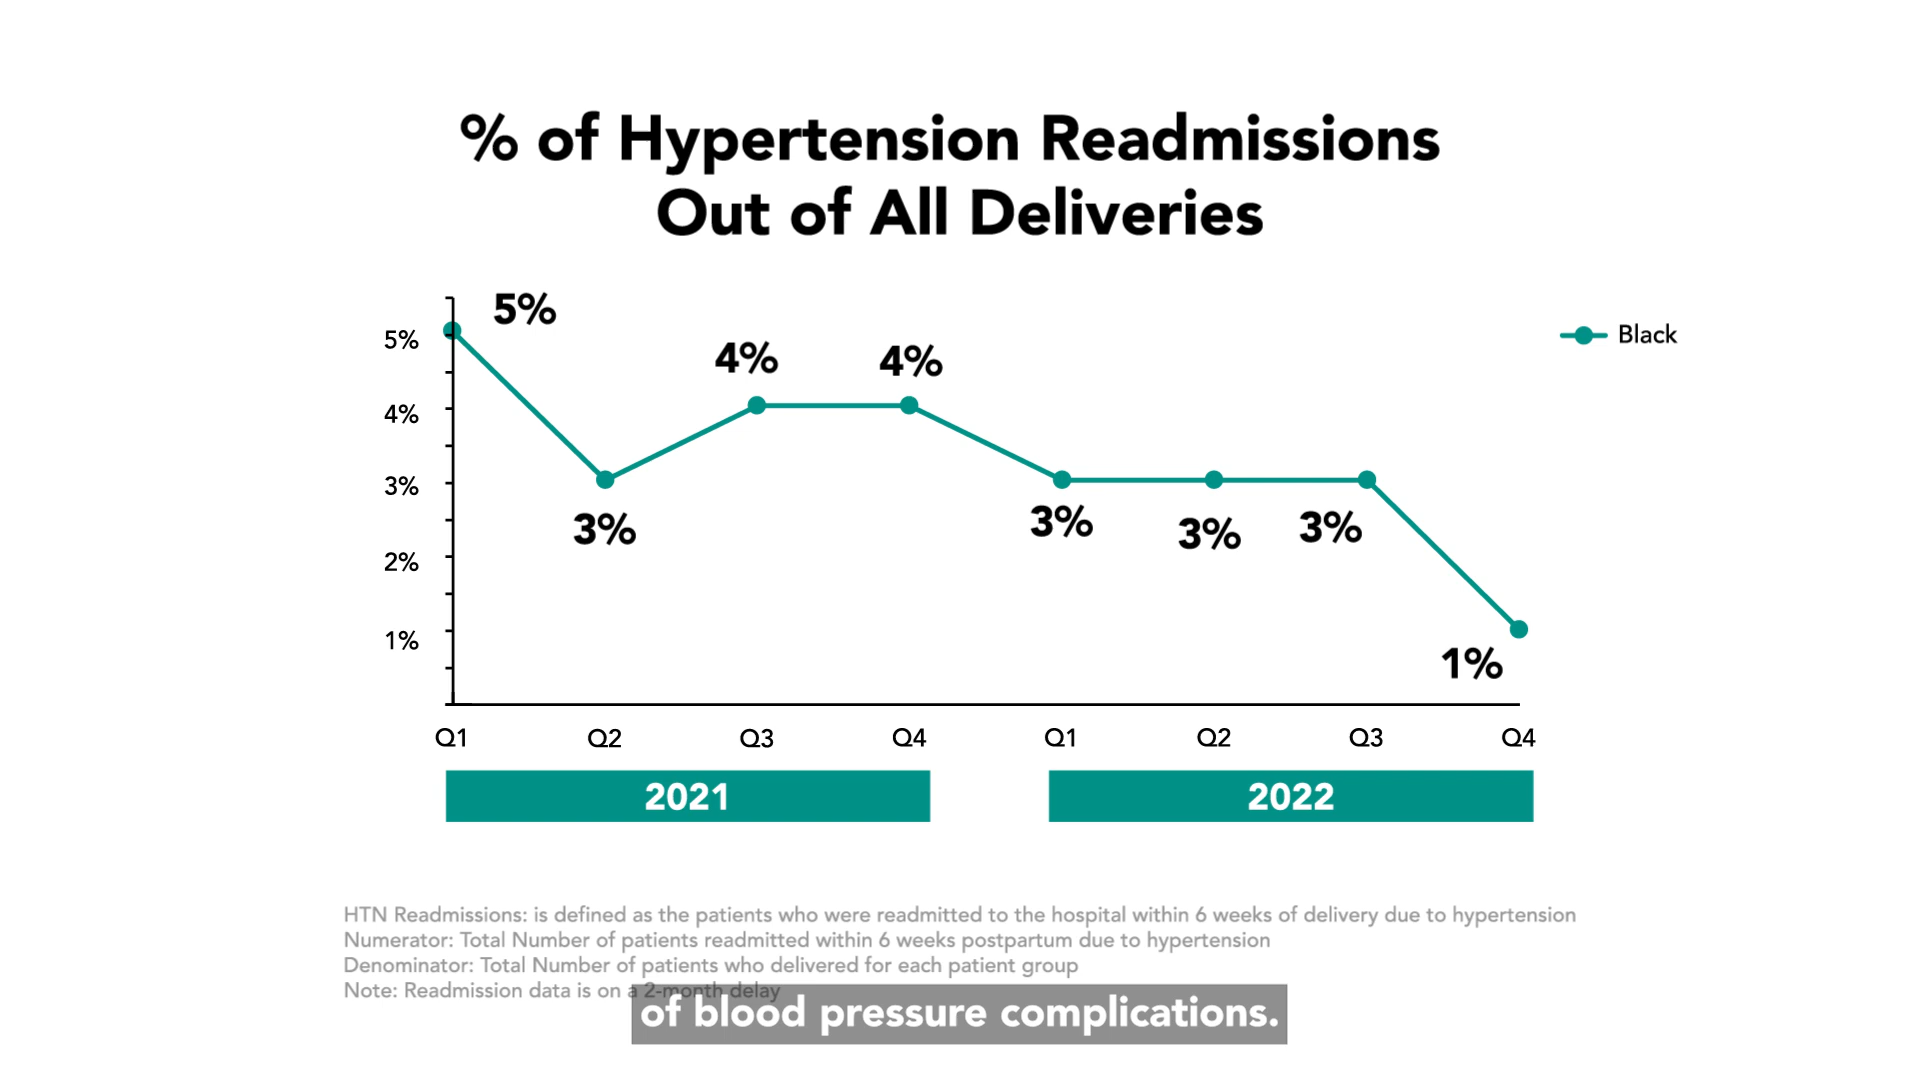 % of Hypertension Readmissions
Out of All Deliveries
5%
4%
3%
2%
1%
5%
3%
4%
4%
3%
3%
3%
1%
Black
Q1 Q2 Q3 Q4 Q1 Q2 Q3 Q4
2021 2022
HTN Readmissions: is defined as the patients who were readmitted to the hospital within 6 weeks of delivery due to hypertension
Numerator: Total Number of patients readmitted within 6 weeks postpartum due to hypertension
Denominator: Total Number of patients who delivered for each patient group
Note: Readmission data is on a 2-month delay
of blood pressure complications.